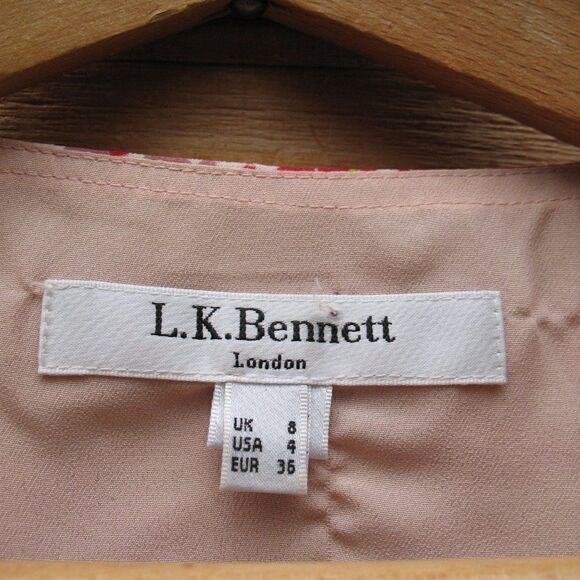 L.K.Bennett
London
UK 8
USA 4
EUR 36